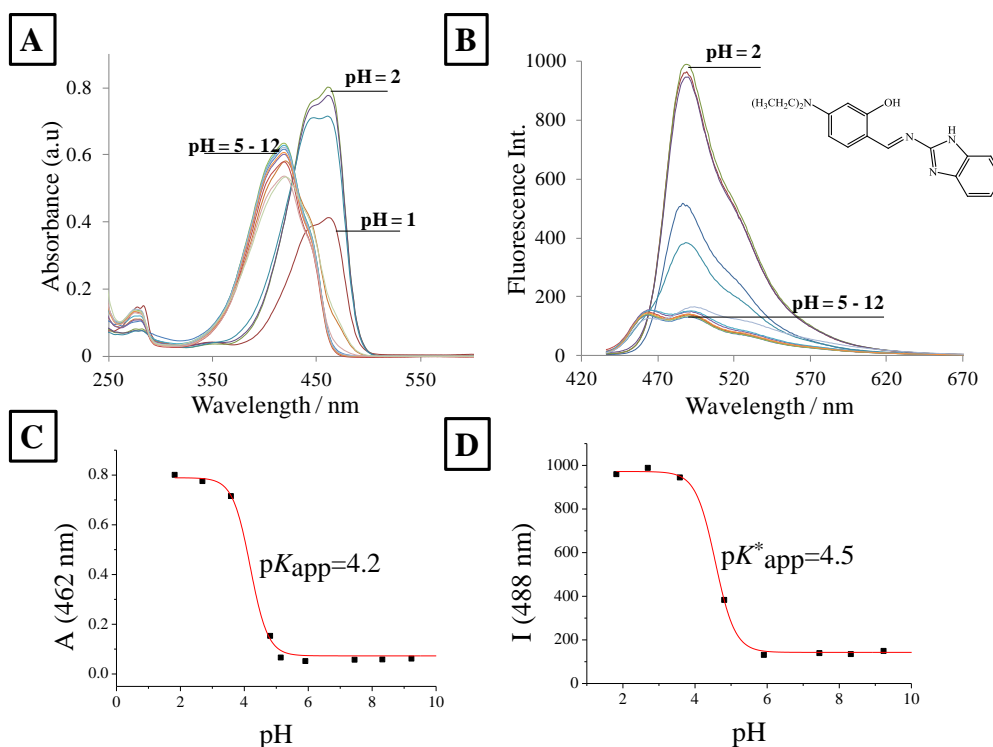 A
pH = 2
pH = 5 - 12
pH = 1
0.8
0.6
0.4
0.2
0
250
350
450
550
Absorbance (a.u)
Wavelength / nm
B
pH = 2
pH = 5 - 12
1000
800
600
400
200
0
420
470
520
570
620
670
Fluorescence Int.
Wavelength / nm
(H3CH2C)2N
OH
N
NH
N
C
0.8
0.6
0.4
0.2
0.0
0
2
4
6
8
10
A (462 nm)
pH
pKapp=4.2
D
1000
800
600
400
200
0
2
4
6
8
10
I (488 nm)
pH
pK*app=4.5